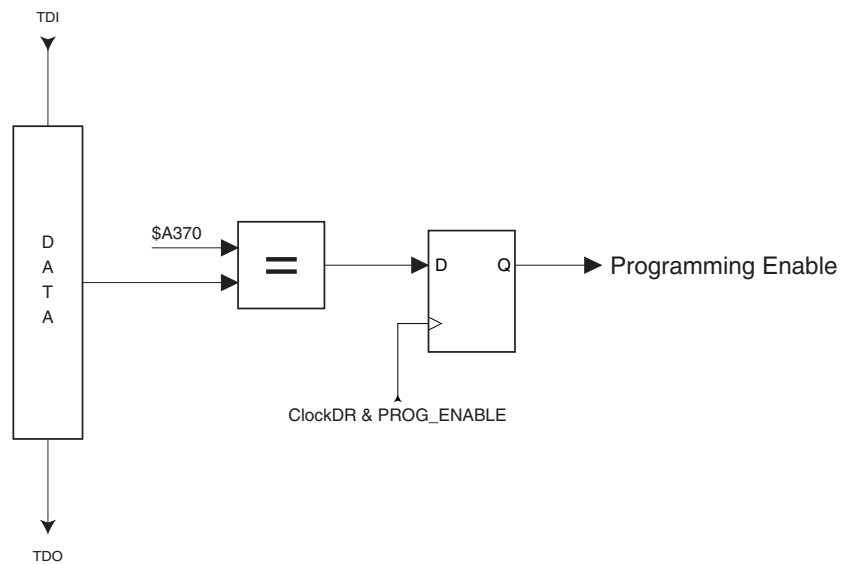 TDI
D
A
T
A
$A370
=
D
Q
Programming Enable
ClockDR & PROG_ENABLE
TDO